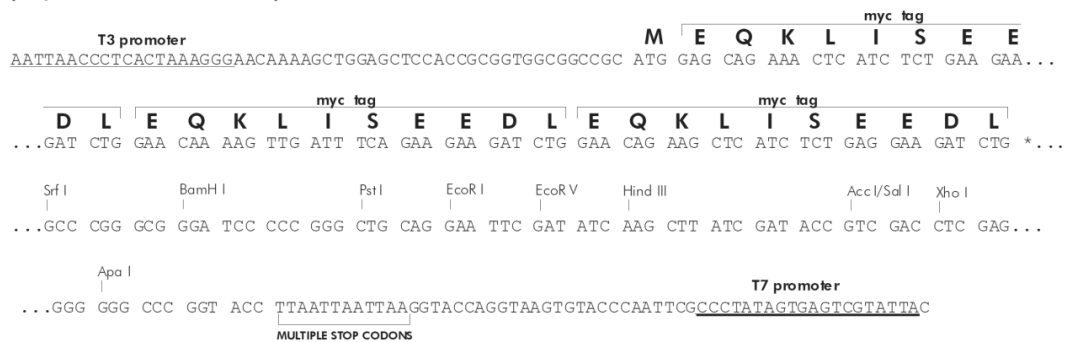 myc tag
T3 promoter
M E Q K L I S E E
AATTAACCCTCACTAAAGGGAACAAAAGCTGGAGCTCCACCGCGGTGGCGGCCGC ATG GAG CAG AAA CTC ATC TCT GAA GAA...
myc tag myc tag
D L E Q K L I S E E D L E Q K L I S E E D L
...GAT CTG GAA CAA AAG TTG ATT TCA GAA GAA GAT CTG GAA CAG AAG CTC ATC TCT GAG GAA GAT CTG *...
Srf I BamH I Pst I EcoR I EcoR V Hind III Acc I/Sal I Xho I
...GCC CGG GCG GGA TCC CCC GGG CTG CAG GAA TTC GAT ATC AAG CTT ATC GAT ACC GTC GAC CTC GAG...
Apa I
T7 promoter
...GGG GGG CCC GGT ACC TTAATTAATTAAGGTACCAGGTAAGTGTACCCAATTCGCCCTATAGTGAGTCGTATTAC
MULTIPLE STOP CODONS